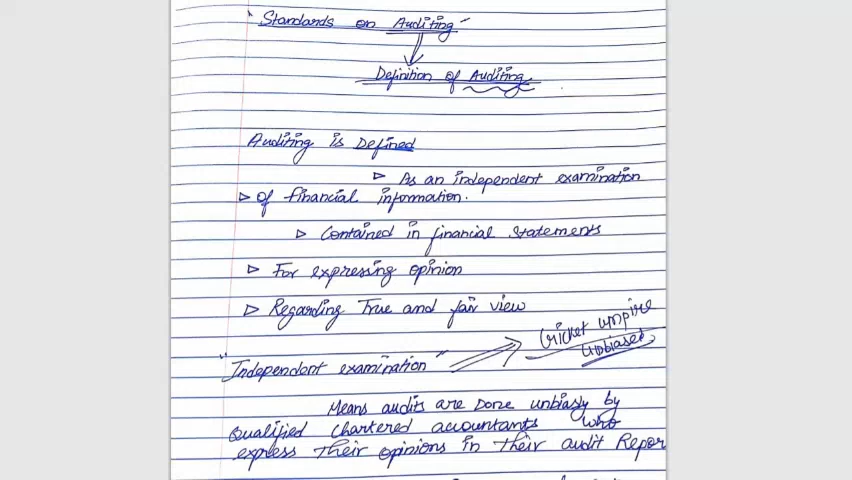 "Standards on Auditing"
Definition of Auditing
Auditing is Defined
▷ As an independent examination
▷ of financial information.
▷ Contained in financial statements
▷ For expressing opinion
▷ Regarding True and fair view
"Independent examination" Cricket umpire
unbiased
Means audits are Done unbiasly by
Qualified Chartered accountants who
express their opinions in their audit Repor